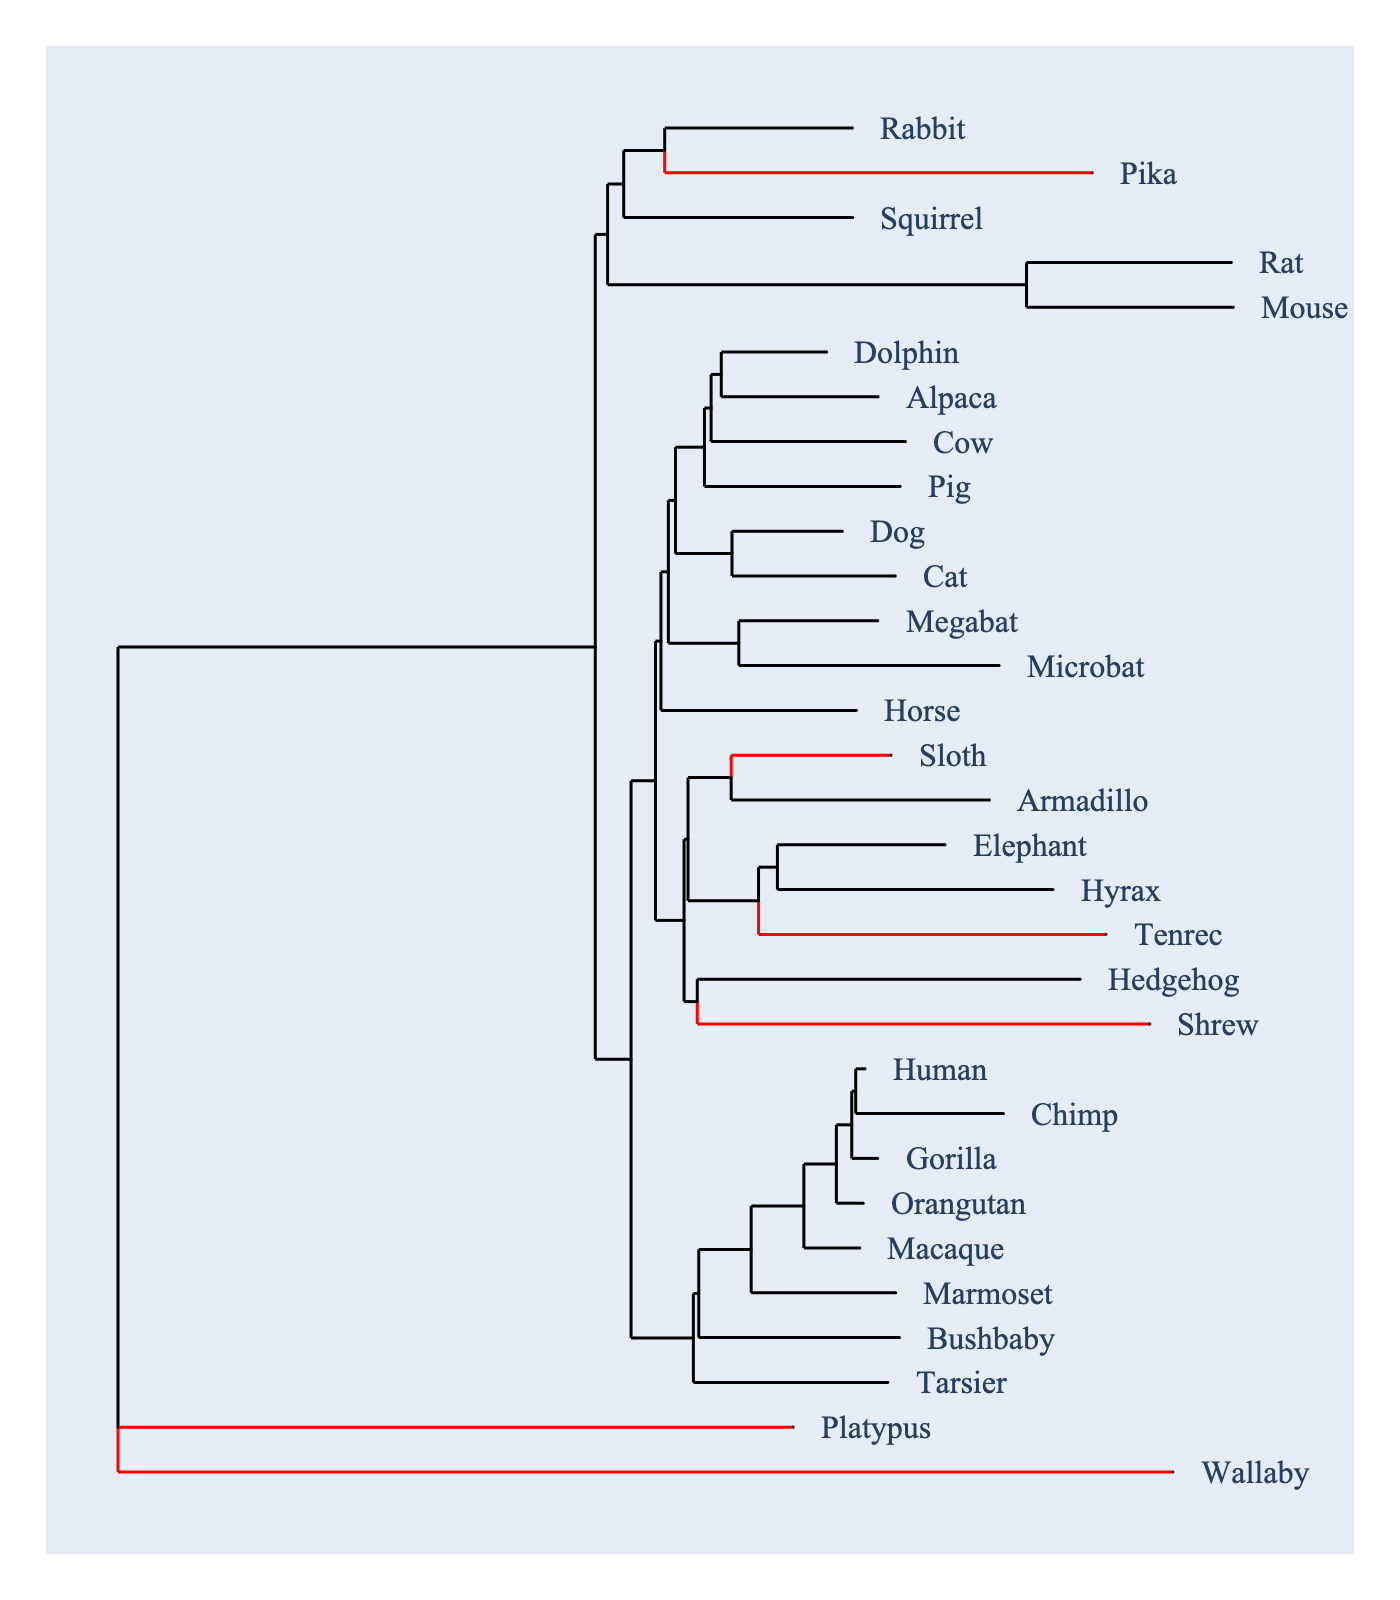 Rabbit
Pika
Squirrel
Rat
Mouse
Dolphin
Alpaca
Cow
Pig
Dog
Cat
Megabat
Microbat
Horse
Sloth
Armadillo
Elephant
Hyrax
Tenrec
Hedgehog
Shrew
Human
Chimp
Gorilla
Orangutan
Macaque
Marmoset
Bushbaby
Tarsier
Platypus
Wallaby